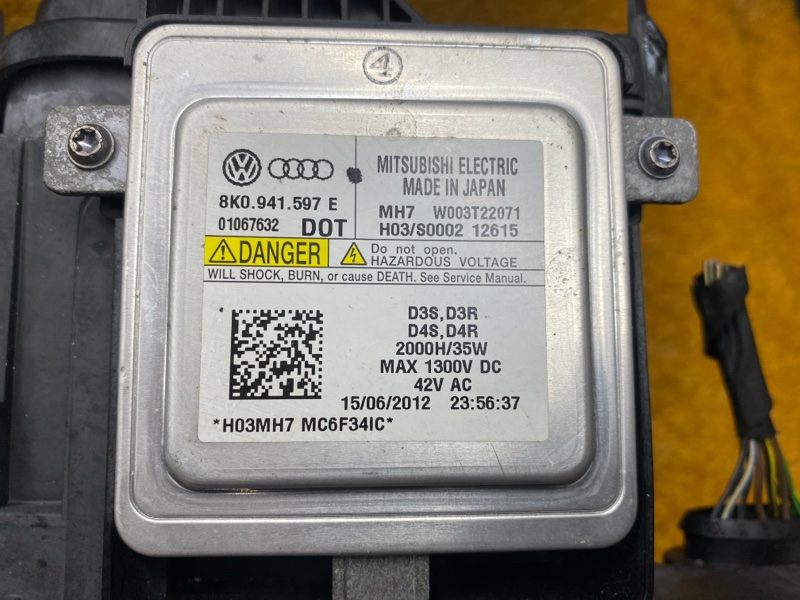 4
8K0.941.597 E
01067632 DOT
MITSUBISHI ELECTRIC
MADE IN JAPAN
MH7 W003T22071
H03/S0002 12615
DANGER
Do not open.
HAZARDOUS VOLTAGE
WILL SHOCK, BURN, or cause DEATH. See Service Manual.
D3S,D3R
D4S,D4R
2000H/35W
MAX 1300V DC
42V AC
15/06/2012 23:56:37
*H03MH7 MC6F34IC*